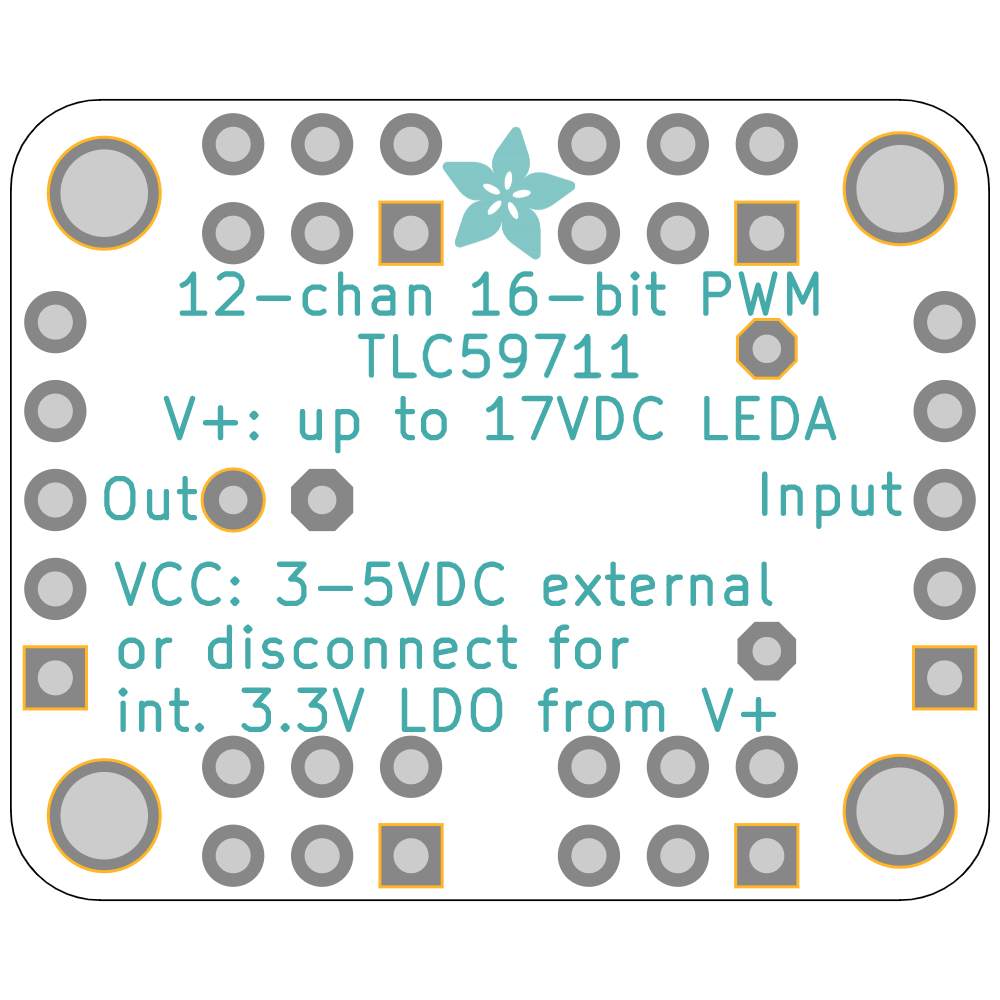 12-chan 16-bit PWM
TLC59711
V+: up to 17VDC LEDA
Out
Input
VCC: 3-5VDC external
or disconnect for
int. 3.3V LDO from V+